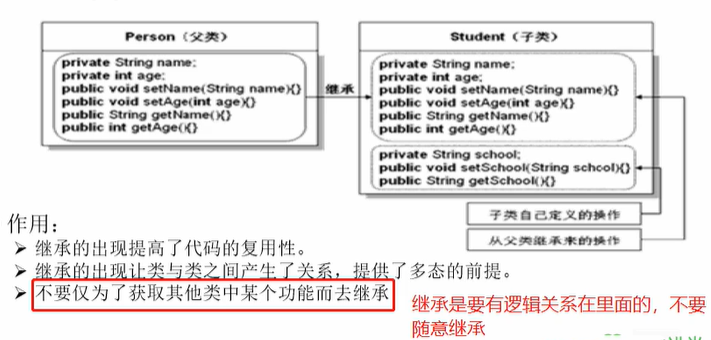 Person（父类）
private String name;
private int age;
public void setName(String name){}
public void setAge(int age){}
public String getName(){}
public int getAge(){}
继承
Student（子类）
private String name;
private int age;
public void setName(String name){}
public void setAge(int age){}
public String getName(){}
public int getAge(){}
private String school;
public void setSchool(String school){}
public String getSchool(){}
子类自己定义的操作
从父类继承来的操作
作用：
➢ 继承的出现提高了代码的复用性。
➢ 继承的出现让类与类之间产生了关系，提供了多态的前提。
➢ 不要仅为了获取其他类中某个功能而去继承
继承是要有逻辑关系在里面的，不要
随意继承